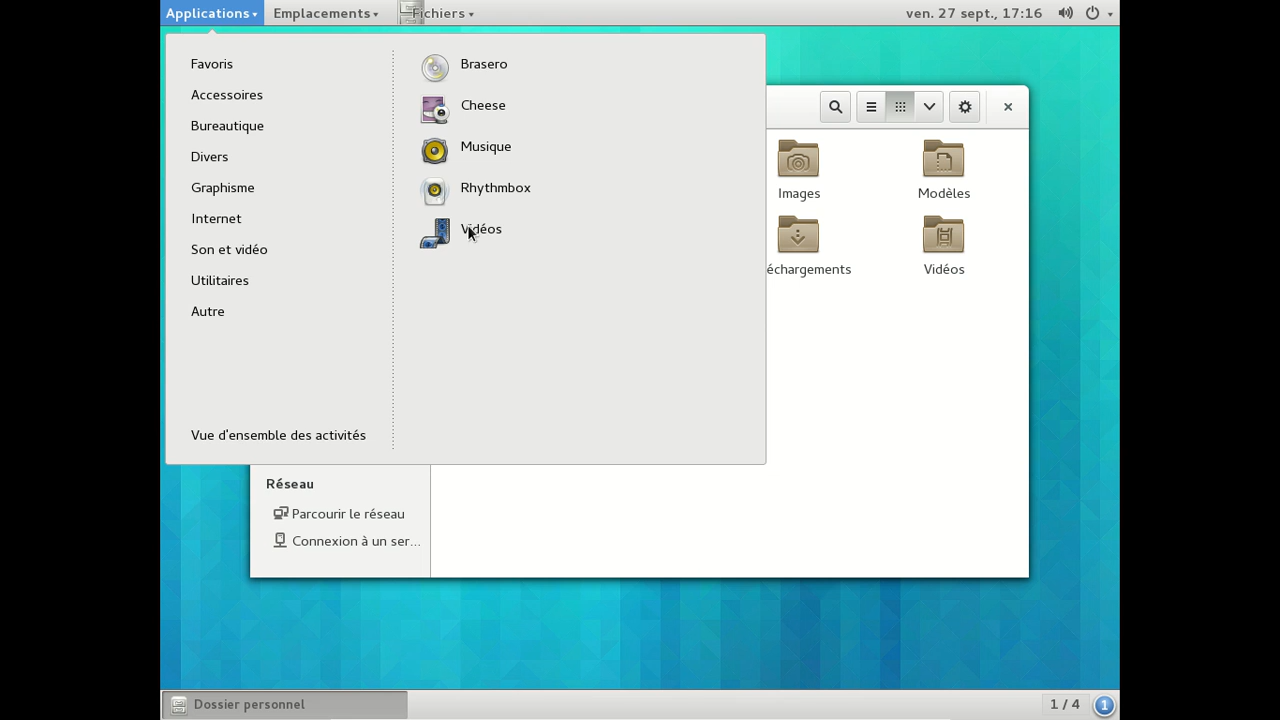 Applications Emplacements Fichiers ven. 27 sept., 17:16
Favoris
Accessoires
Bureautique
Divers
Graphisme
Internet
Son et vidéo
Utilitaires
Autre
Vue d'ensemble des activités
Brasero
Cheese
Musique
Rhythmbox
Vidéos
Images Modèles
échargements Vidéos
Réseau
Parcourir le réseau
Connexion à un ser...
Dossier personnel 1 / 4 1